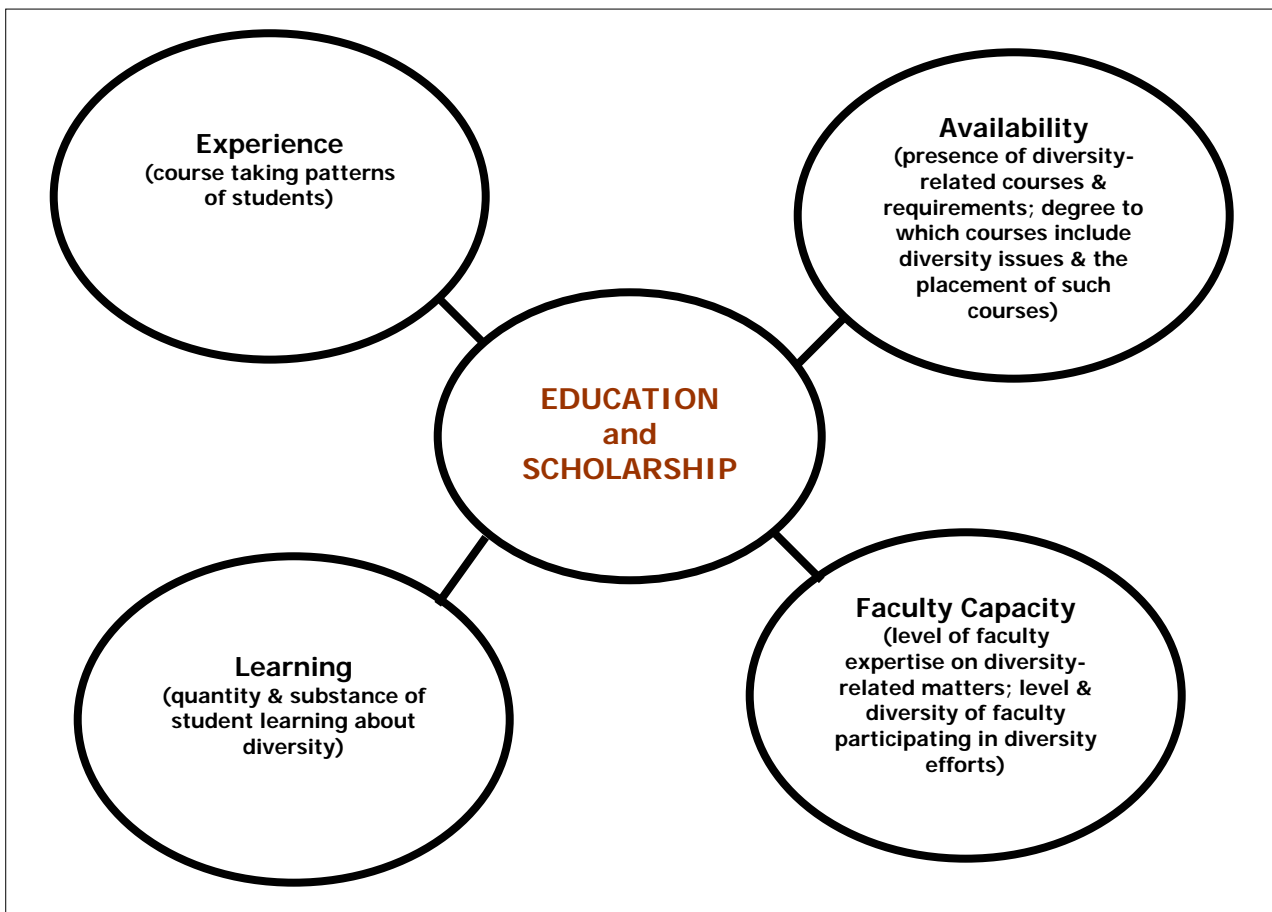 Experience
(course taking patterns
of students)
Availability
(presence of diversity-
related courses &
requirements; degree to
which courses include
diversity issues & the
placement of such
courses)
EDUCATION
and
SCHOLARSHIP
Learning
(quantity & substance of
student learning about
diversity)
Faculty Capacity
(level of faculty
expertise on diversity-
related matters; level &
diversity of faculty
participating in diversity
efforts)